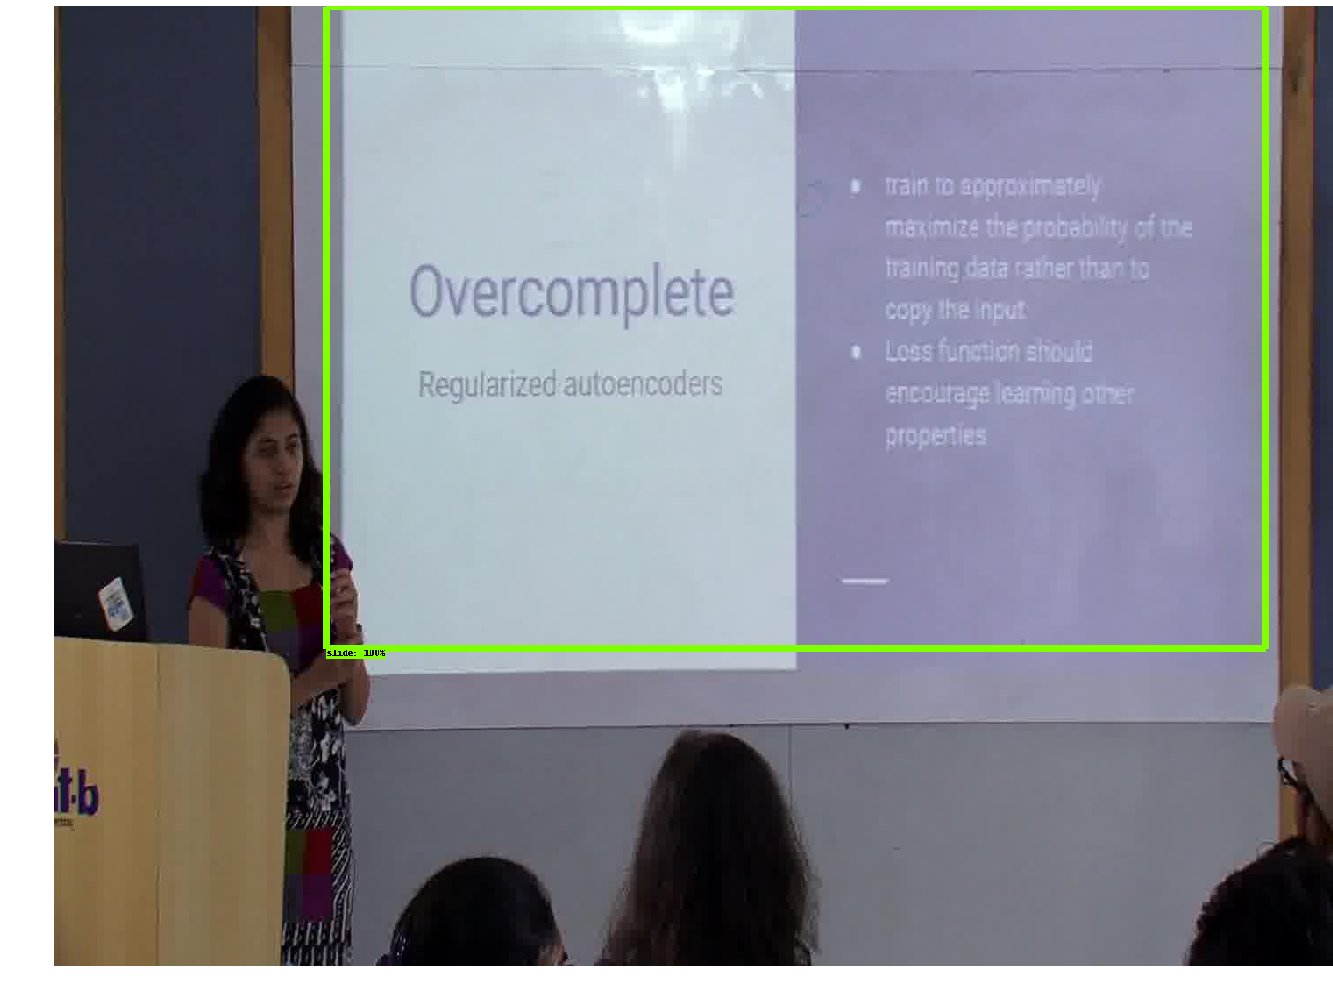 Overcomplete
Regularized autoencoders
train to approximately
maximize the probability of the
training data rather than to
copy the input
Loss function should
encourage learning other
properties
slide: 100%
it-b